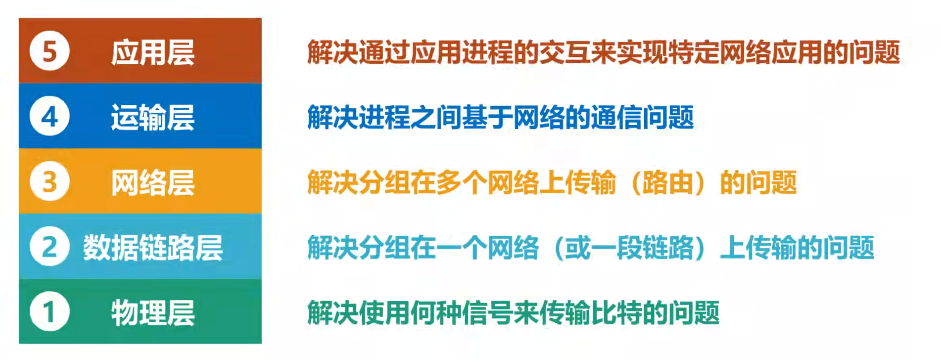 5 应用层 解决通过应用进程的交互来实现特定网络应用的问题
4 运输层 解决进程之间基于网络的通信问题
3 网络层 解决分组在多个网络上传输（路由）的问题
2 数据链路层 解决分组在一个网络（或一段链路）上传输的问题
1 物理层 解决使用何种信号来传输比特的问题